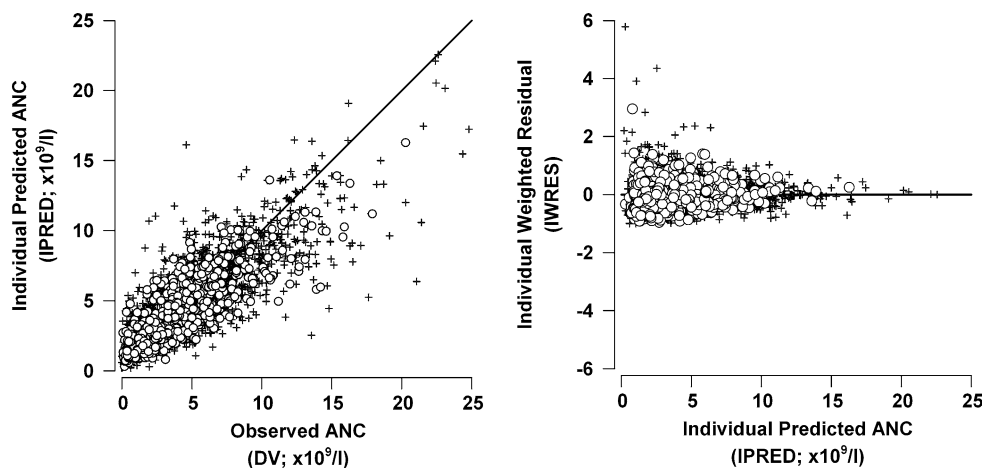 Individual Predicted ANC
(IPRED; x10⁹/l)
25
20
15
10
5
0
0 5 10 15 20 25
Observed ANC
(DV; x10⁹/l)
Individual Weighted Residual
(IWRES)
6
4
2
0
-2
-4
-6
0 5 10 15 20 25
Individual Predicted ANC
(IPRED; x10⁹/l)